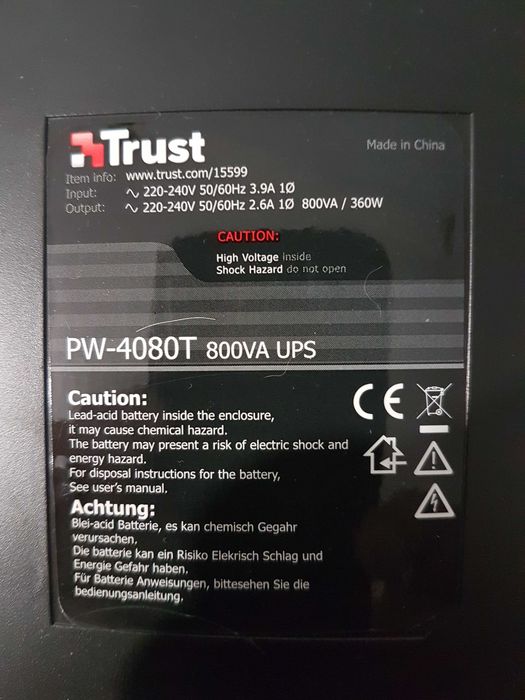 Trust
Made in China
Item info: www.trust.com/15599
Input: ∿ 220-240V 50/60Hz 3.9A 1Ø
Output: ∿ 220-240V 50/60Hz 2.6A 1Ø 800VA / 360W
CAUTION:
High Voltage inside
Shock Hazard do not open
PW-4080T 800VA UPS
Caution:
Lead-acid battery inside the enclosure,
it may cause chemical hazard.
The battery may present a risk of electric shock and
energy hazard.
For disposal instructions for the battery,
See user's manual.
CE
Achtung:
Blei-acid Batterie, es kan chemisch Gegahr
verursachen,
Die batterie kan ein Risiko Elekrisch Schlag und
Energie Gefahr haben.
Für Batterie Anweisungen, bittesehen Sie die
bedienungsanleitung,